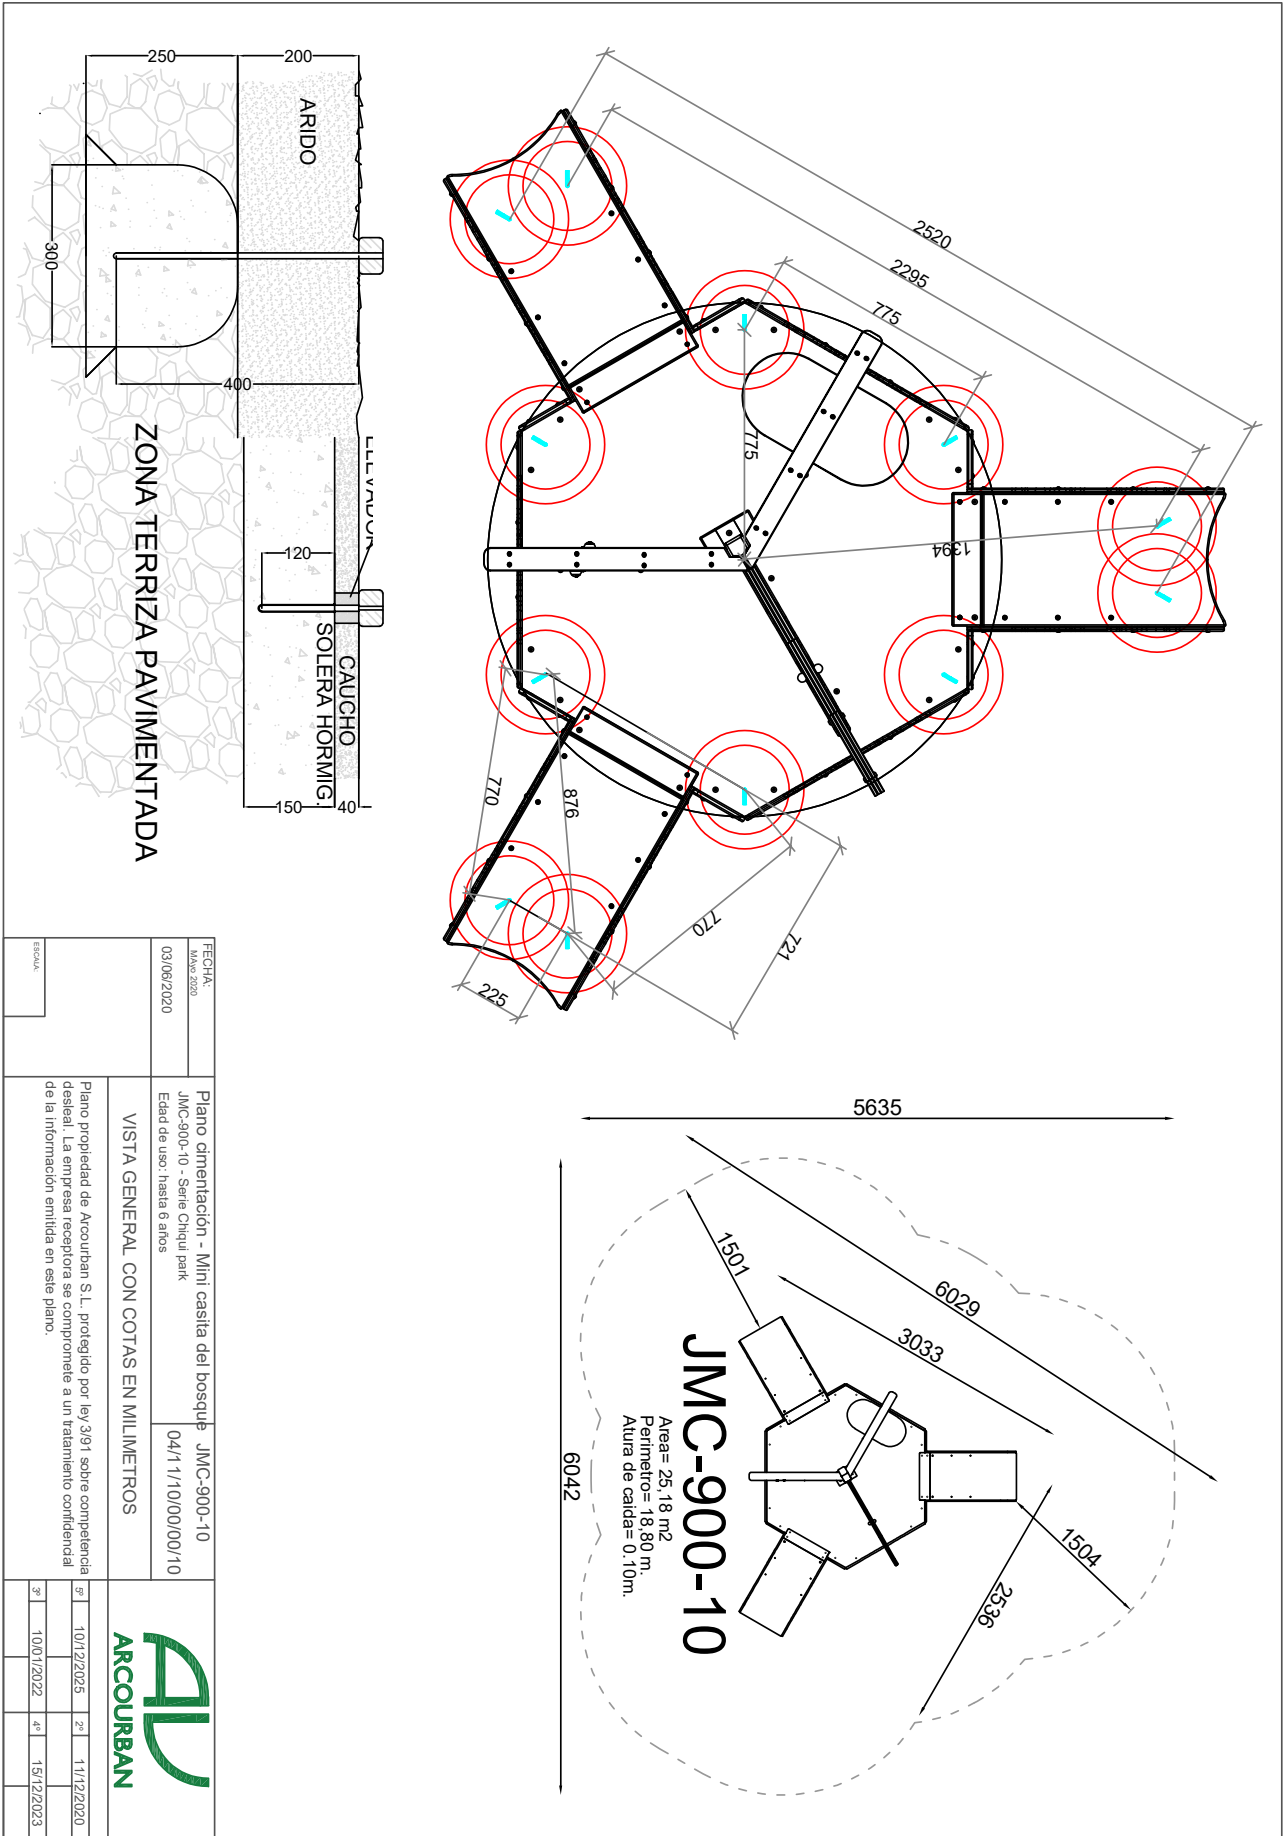 250
200
ARIDO
300
400
ZONA TERRIZA
PAVIMENTADA
ELEVADOR
120
CAUCHO
SOLERA HORMIG.
150
40
2520
2295
775
775
1394
770
876
770
721
225
5635
6029
3033
1501
1504
2536
6042
JMC-900-10
Area= 25,18 m2
Perimetro= 18,80 m.
Atura de caida= 0.10m.
FECHA:
MAyo 2020
03/06/2020
ESCALA:
Plano cimentación - Mini casita del bosque
JMC-900-10
JMC-900-10 - Serie Chiqui park
Edad de uso: hasta 6 años
04/11/10/00/00/10
VISTA GENERAL CON COTAS EN MILIMETROS
Plano propiedad de Arcourban S.L. protegido por ley 3/91 sobre competencia
desleal. La empresa receptora se compromete a un tratamiento confidencial
de la información emitida en este plano.
ARCOURBAN
5º 10/12/2025 2º 11/12/2020
3º 10/01/2022 4º 15/12/2023